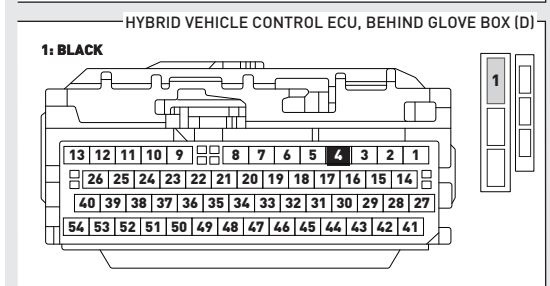 HYBRID VEHICLE CONTROL ECU, BEHIND GLOVE BOX (D)
1: BLACK
1
13 12 11 10 9 8 7 6 5 4 3 2 1
26 25 24 23 22 21 20 19 18 17 16 15 14
40 39 38 37 36 35 34 33 32 31 30 29 28 27
54 53 52 51 50 49 48 47 46 45 44 43 42 41